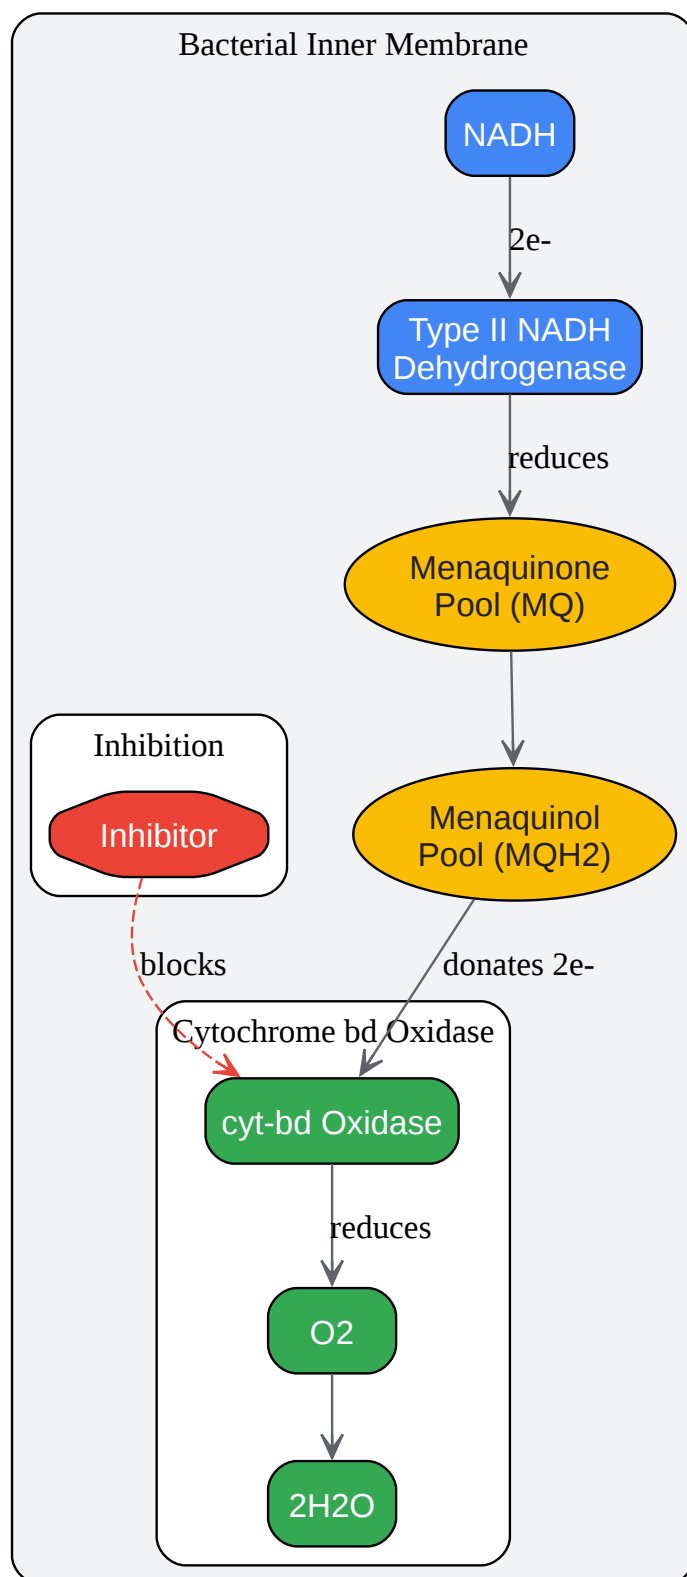 Bacterial Inner Membrane
NADH
2e-
Type II NADH
Dehydrogenase
reduces
Menaquinone
Pool (MQ)
Inhibition
Inhibitor
Menaquinol
Pool (MQH2)
blocks
donates 2e-
Cytochrome bd Oxidase
cyt-bd Oxidase
reduces
O2
2H2O